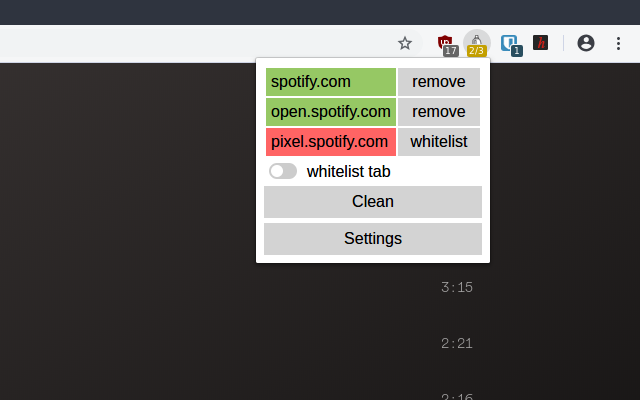 17 2/3 1 h
spotify.com remove
open.spotify.com remove
pixel.spotify.com whitelist
whitelist tab
Clean
Settings
3:15
2:21
2:16